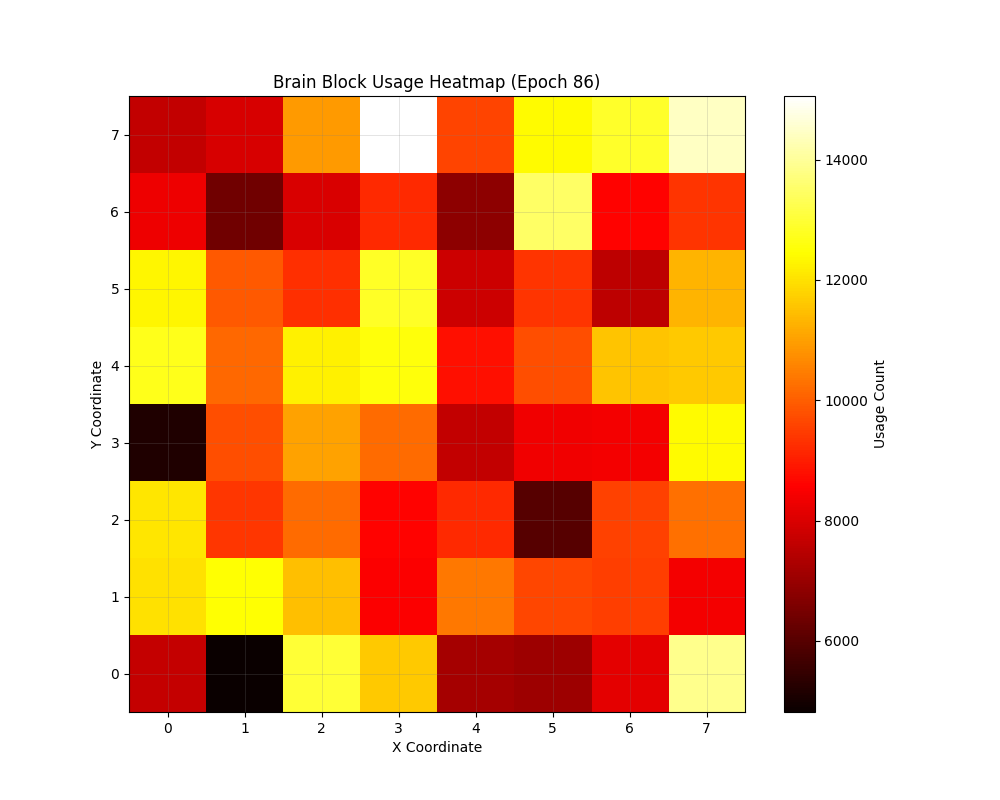 Brain Block Usage Heatmap (Epoch 86)
7
6
5
4
3
2
1
0
Y Coordinate
0 1 2 3 4 5 6 7
X Coordinate
14000
12000
10000
8000
6000
Usage Count